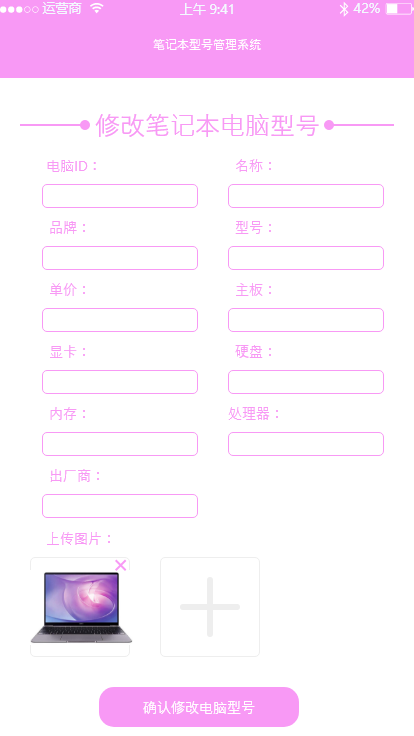 运营商 上午 9:41 42%
笔记本型号管理系统
修改笔记本电脑型号
电脑ID： 名称：
品牌： 型号：
单价： 主板：
显卡： 硬盘：
内存： 处理器：
出厂商：
上传图片：
确认修改电脑型号